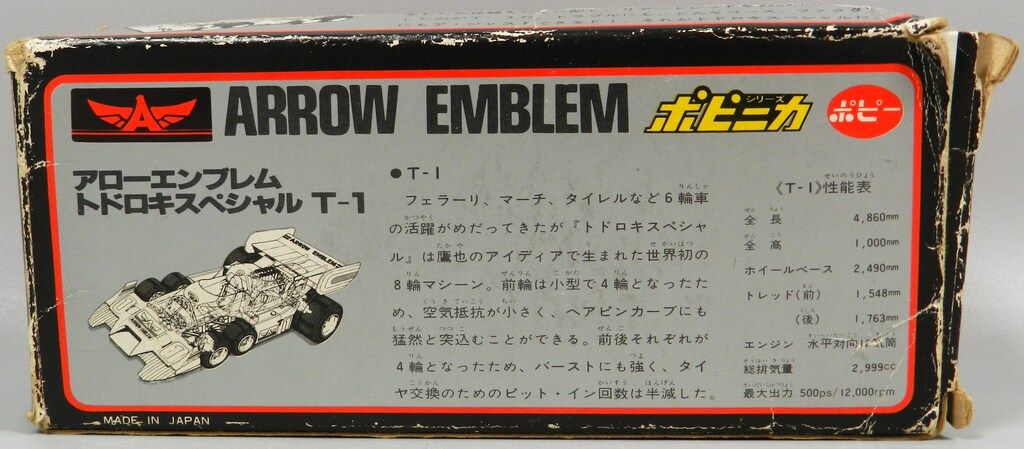 A
ARROW EMBLEM ポピニカ シリーズ ポピー
アローエンブレム
トドロキスペシャル T-1
ARROW EMBLEM
●T-1
フェラーリ、マーチ、タイレルなど6輪車
の活躍がめだってきたが『トドロキスペシャ
ル』は鷹也のアイディアで生まれた世界初の
8輪マシーン。前輪は小型で4輪となったた
め、空気抵抗が小さく、ヘアピンカーブにも
猛然と突込むことができる。前後それぞれが
4輪となったため、バーストにも強く、タイ
ヤ交換のためのピット・イン回数は半減した。
《T-1》性能表
全長 4,860mm
全高 1,000mm
ホイールベース 2,490mm
トレッド(前) 1,548mm
(後) 1,763mm
エンジン 水平対向12気筒
総排気量 2,999cc
最大出力 500ps/12,000rpm
MADE IN JAPAN